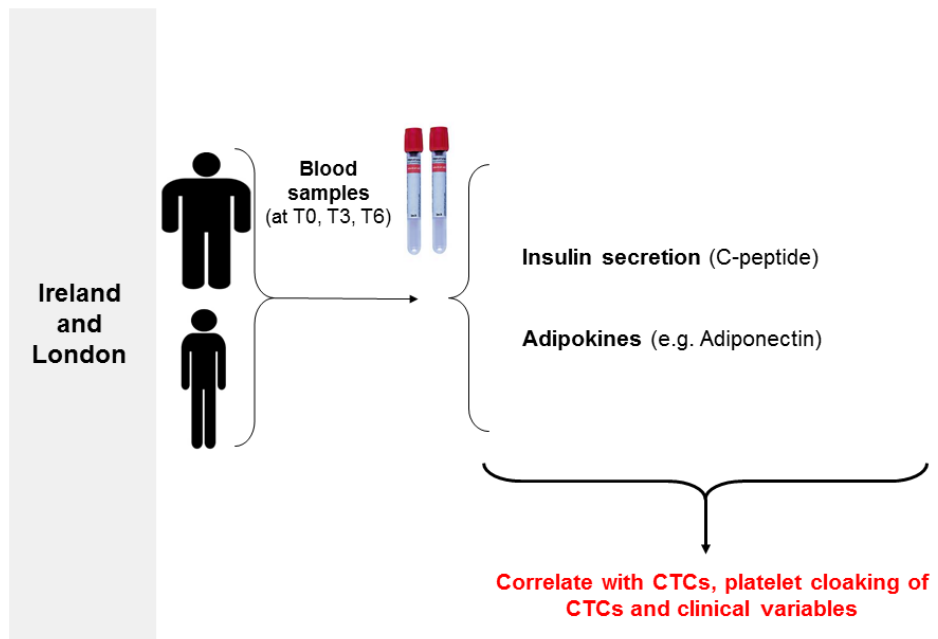 Ireland
and
London
Blood
samples
(at T0, T3, T6)
Insulin secretion (C-peptide)
Adipokines (e.g. Adiponectin)
Correlate with CTCs, platelet cloaking of
CTCs and clinical variables